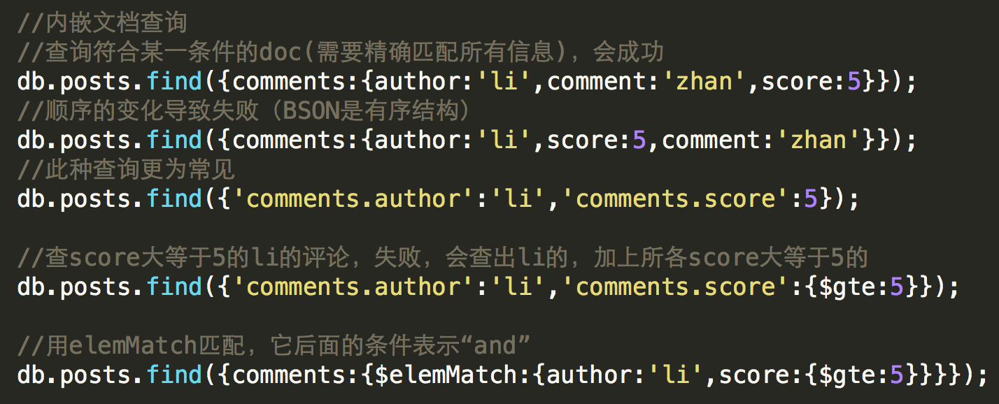 //内嵌文档查询
//查询符合某一条件的doc(需要精确匹配所有信息)，会成功
db.posts.find({comments:{author:'li',comment:'zhan',score:5}});
//顺序的变化导致失败（BSON是有序结构）
db.posts.find({comments:{author:'li',score:5,comment:'zhan'}});
//此种查询更为常见
db.posts.find({'comments.author':'li','comments.score':5});
//查score大等于5的li的评论，失败，会查出li的，加上所各score大等于5的
db.posts.find({'comments.author':'li','comments.score':{$gte:5}});
//用elemMatch匹配，它后面的条件表示“and”
db.posts.find({comments:{$elemMatch:{author:'li',score:{$gte:5}}}});